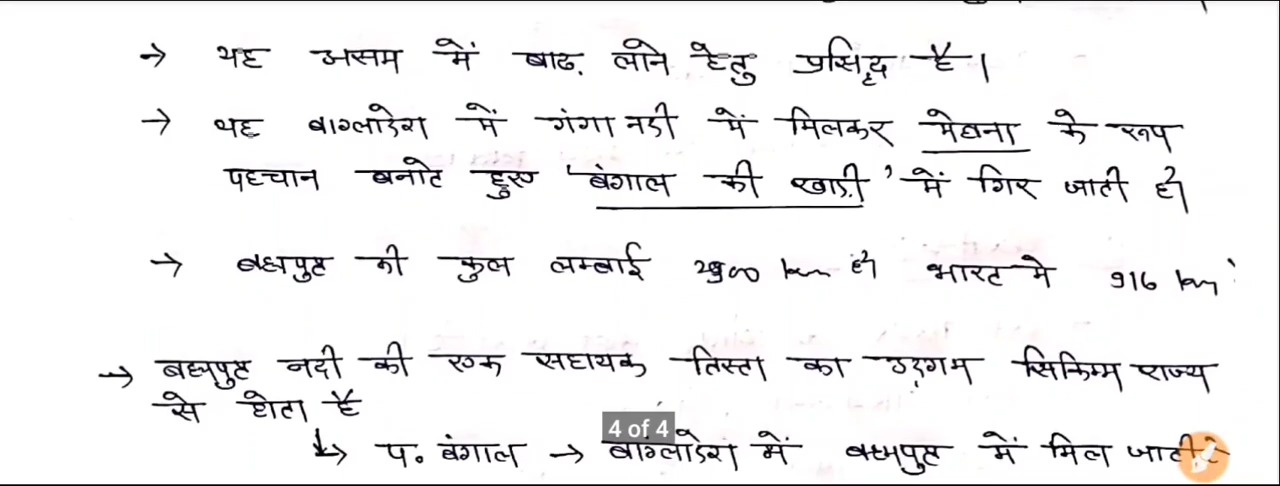 → यह असम में बाढ़ लाने हेतु प्रसिद्ध है।
→ यह बाग्लादेश में गंगा नदी में मिलकर मेघना के रूप
पहचान बनाते हुए 'बंगाल की खाड़ी' में गिर जाती है।
→ ब्रह्मपुत्र की कुल लम्बाई 2900 km है। भारत में 916 km
→ ब्रह्मपुत्र नदी की एक सहायक तिस्ता का उद्गम सिक्किम राज्य
से होता है
4 of 4
↳ प. बंगाल → बांग्लादेश में ब्रह्मपुत्र में मिल जाती